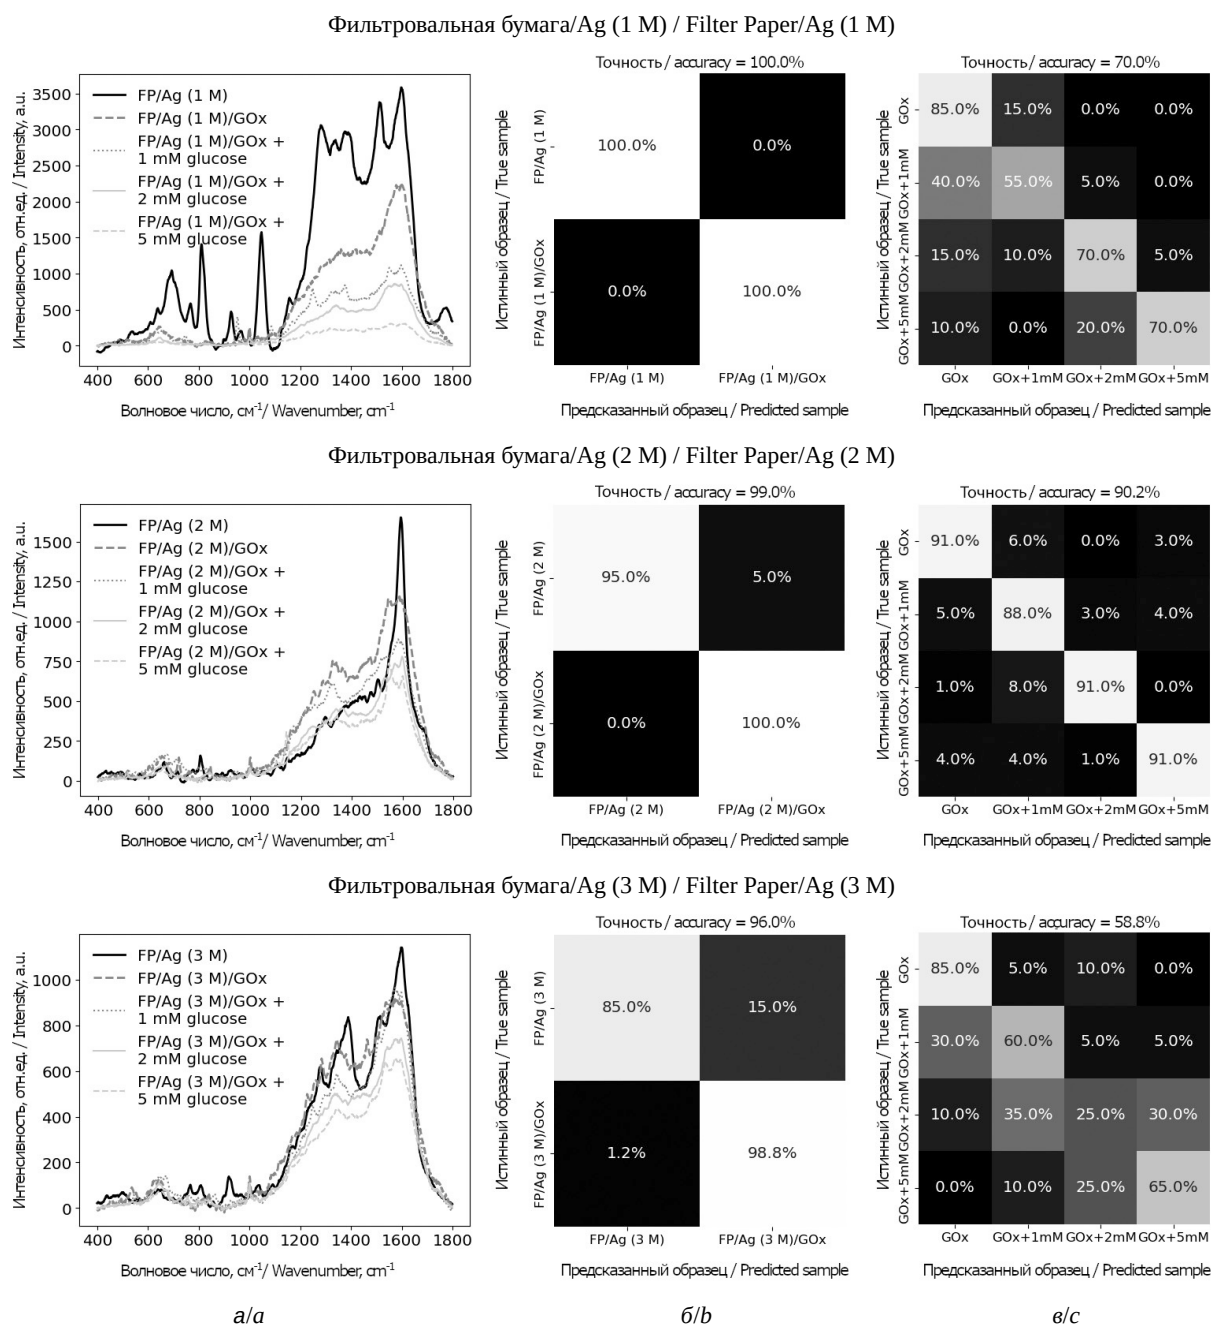 Фильтровальная бумага/Ag (1 M) / Filter Paper/Ag (1 M)
Интенсивность, отн.ед. / Intensity, a.u.
3500
3000
2500
2000
1500
1000
500
0
FP/Ag (1 M)
FP/Ag (1 M)/GOx
FP/Ag (1 M)/GOx +
1 mM glucose
FP/Ag (1 M)/GOx +
2 mM glucose
FP/Ag (1 M)/GOx +
5 mM glucose
400 600 800 1000 1200 1400 1600 1800
Волновое число, см⁻¹/ Wavenumber, cm⁻¹
Точность / accuracy = 100.0%
Истинный образец / True sample
FP/Ag (1 M)
FP/Ag (1 M)/GOx
100.0% 0.0%
0.0% 100.0%
FP/Ag (1 M) FP/Ag (1 M)/GOx
Предсказанный образец / Predicted sample
Точность / accuracy = 70.0%
Истинный образец / True sample
GOx
GOx+1mM
GOx+2mM
GOx+5mM
85.0% 15.0% 0.0% 0.0%
40.0% 55.0% 5.0% 0.0%
15.0% 10.0% 70.0% 5.0%
10.0% 0.0% 20.0% 70.0%
GOx GOx+1mM GOx+2mM GOx+5mM
Предсказанный образец / Predicted sample
Фильтровальная бумага/Ag (2 M) / Filter Paper/Ag (2 M)
Интенсивность, отн.ед. / Intensity, a.u.
1500
1250
1000
750
500
250
0
FP/Ag (2 M)
FP/Ag (2 M)/GOx
FP/Ag (2 M)/GOx +
1 mM glucose
FP/Ag (2 M)/GOx +
2 mM glucose
FP/Ag (2 M)/GOx +
5 mM glucose
400 600 800 1000 1200 1400 1600 1800
Волновое число, см⁻¹/ Wavenumber, cm⁻¹
Точность / accuracy = 99.0%
Истинный образец / True sample
FP/Ag (2 M)
FP/Ag (2 M)/GOx
95.0% 5.0%
0.0% 100.0%
FP/Ag (2 M) FP/Ag (2 M)/GOx
Предсказанный образец / Predicted sample
Точность / accuracy = 90.2%
Истинный образец / True sample
GOx
GOx+1mM
GOx+2mM
GOx+5mM
91.0% 6.0% 0.0% 3.0%
5.0% 88.0% 3.0% 4.0%
1.0% 8.0% 91.0% 0.0%
4.0% 4.0% 1.0% 91.0%
GOx GOx+1mM GOx+2mM GOx+5mM
Предсказанный образец / Predicted sample
Фильтровальная бумага/Ag (3 M) / Filter Paper/Ag (3 M)
Интенсивность, отн.ед. / Intensity, a.u.
1000
800
600
400
200
0
FP/Ag (3 M)
FP/Ag (3 M)/GOx
FP/Ag (3 M)/GOx +
1 mM glucose
FP/Ag (3 M)/GOx +
2 mM glucose
FP/Ag (3 M)/GOx +
5 mM glucose
400 600 800 1000 1200 1400 1600 1800
Волновое число, см⁻¹/ Wavenumber, cm⁻¹
Точность / accuracy = 96.0%
Истинный образец / True sample
FP/Ag (3 M)
FP/Ag (3 M)/GOx
85.0% 15.0%
1.2% 98.8%
FP/Ag (3 M) FP/Ag (3 M)/GOx
Предсказанный образец / Predicted sample
Точность / accuracy = 58.8%
Истинный образец / True sample
GOx
GOx+1mM
GOx+2mM
GOx+5mM
85.0% 5.0% 10.0% 0.0%
30.0% 60.0% 5.0% 5.0%
10.0% 35.0% 25.0% 30.0%
0.0% 10.0% 25.0% 65.0%
GOx GOx+1mM GOx+2mM GOx+5mM
Предсказанный образец / Predicted sample
а/a
б/b
в/c